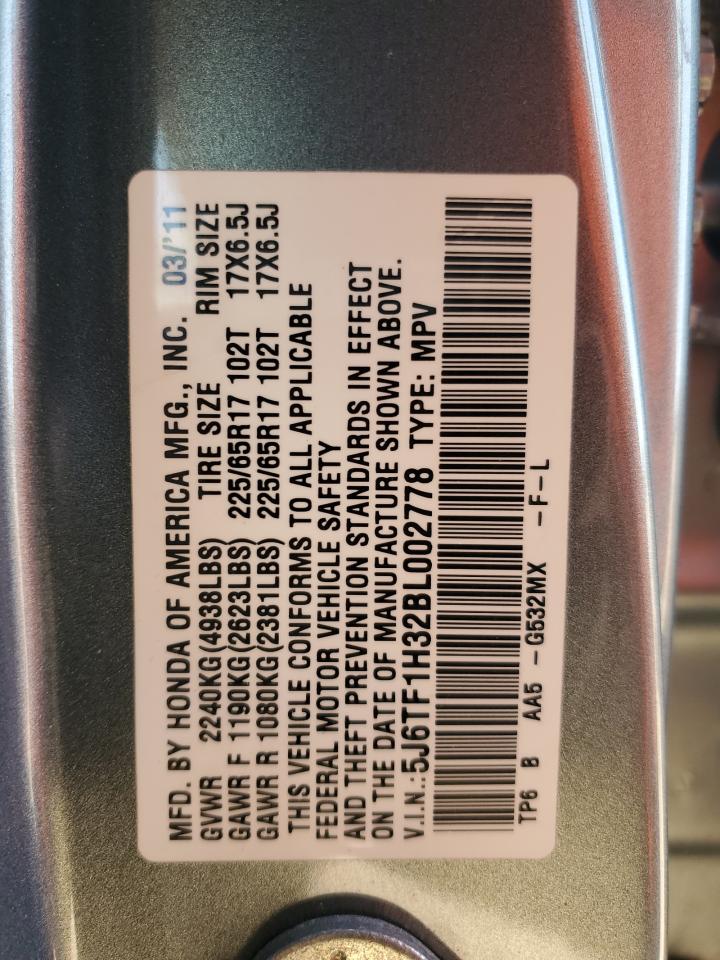 MFD. BY HONDA OF AMERICA MFG., INC. 03/'11
GVWR 2240KG(4938LBS) TIRE SIZE RIM SIZE
GAWR F 1190KG(2623LBS) 225/65R17 102T 17X6.5J
GAWR R 1080KG(2381LBS) 225/65R17 102T 17X6.5J
THIS VEHICLE CONFORMS TO ALL APPLICABLE
FEDERAL MOTOR VEHICLE SAFETY
AND THEFT PREVENTION STANDARDS IN EFFECT
ON THE DATE OF MANUFACTURE SHOWN ABOVE.
V.I.N.:5J6TF1H32BL002778 TYPE: MPV
TP6 B AA5 -G532MX -F-L